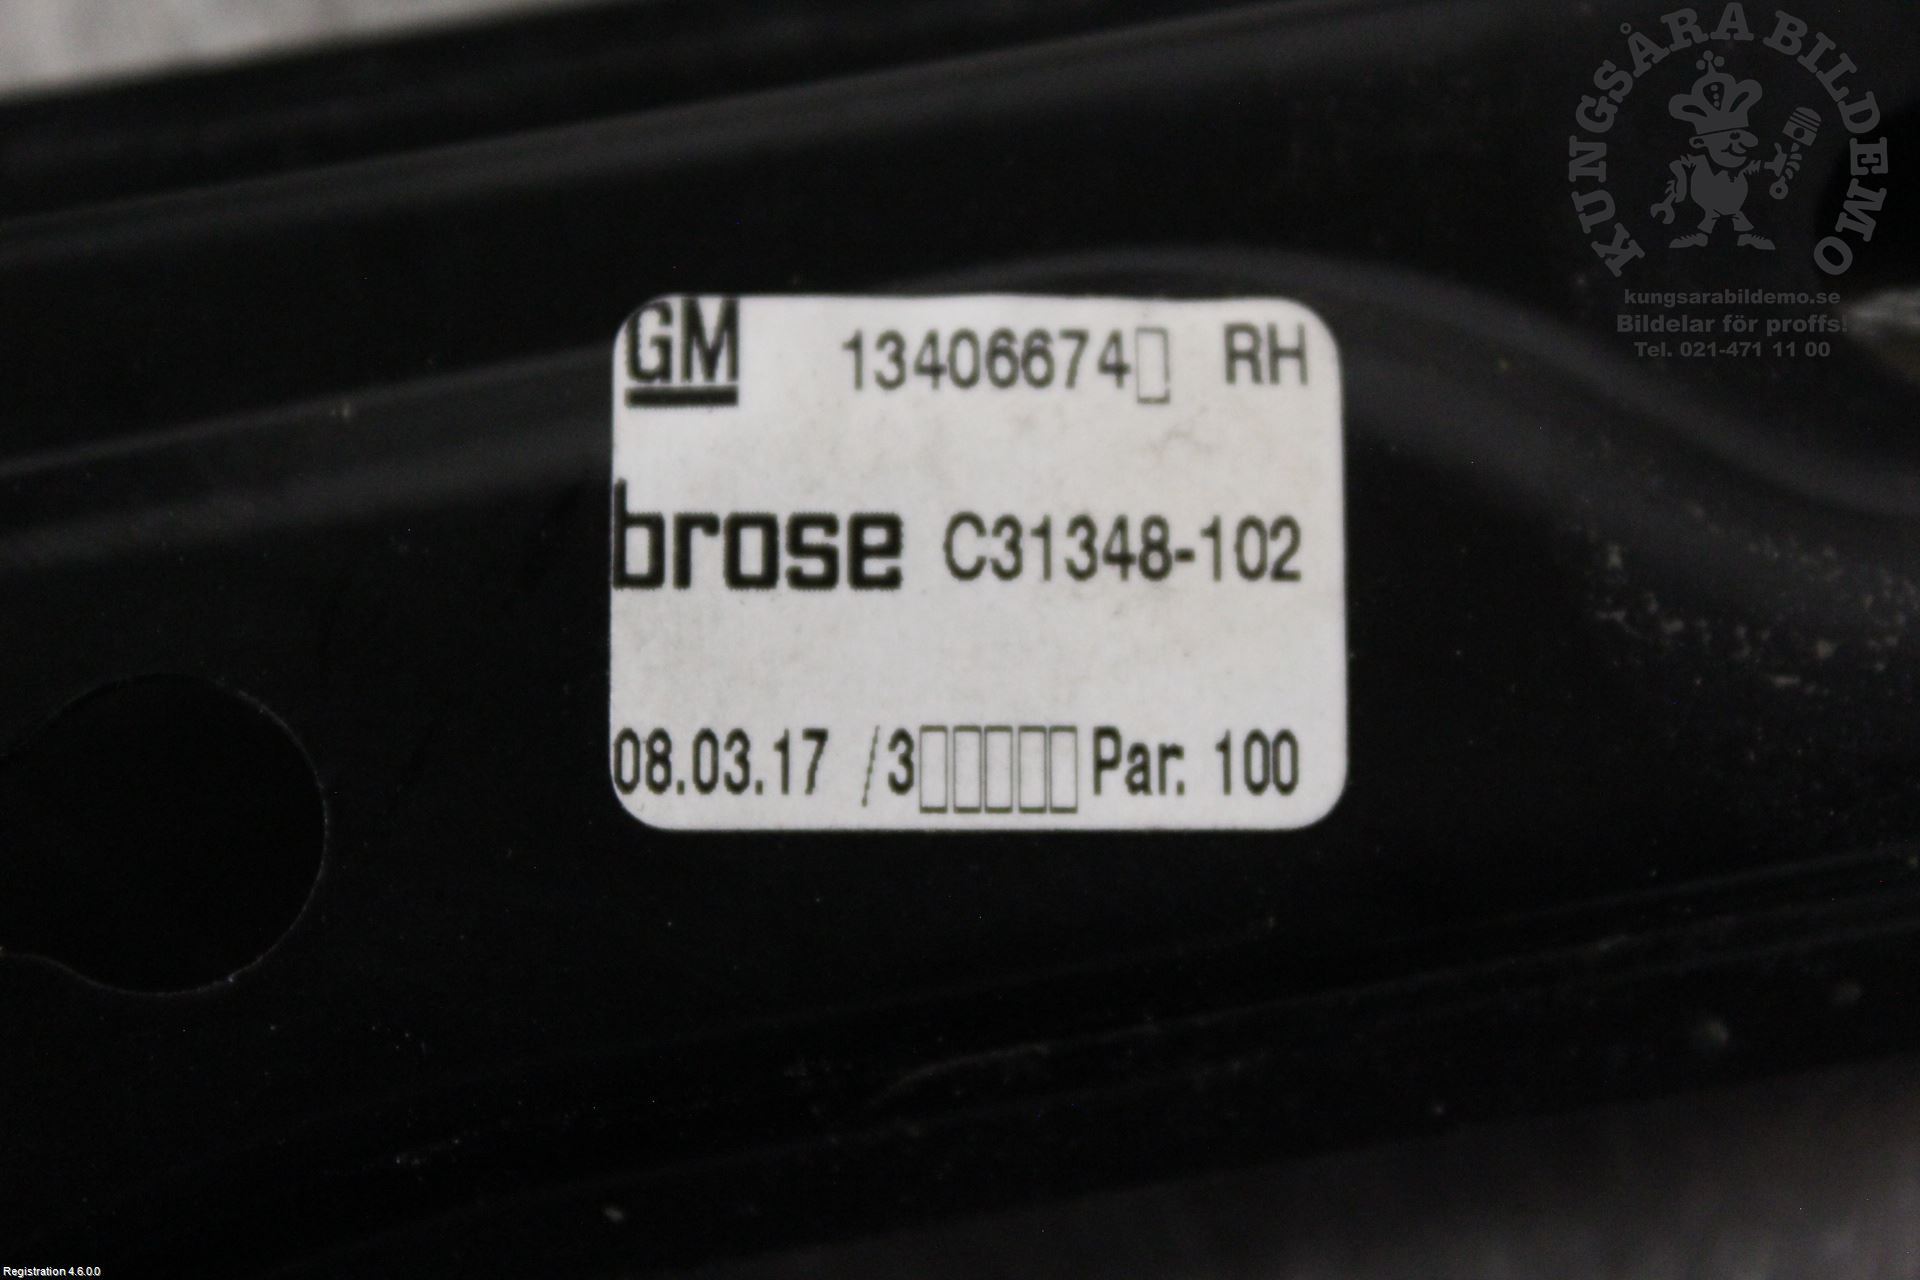 GM 13406674▯ RH
brose C31348-102
08.03.17 /3▯▯▯▯▯ Par. 100
KUNGSÅRA BILDEMO
kungsarabildemo.se
Bildelar för proffs!
Tel. 021-471 11 00
Registration 4.6.0.0